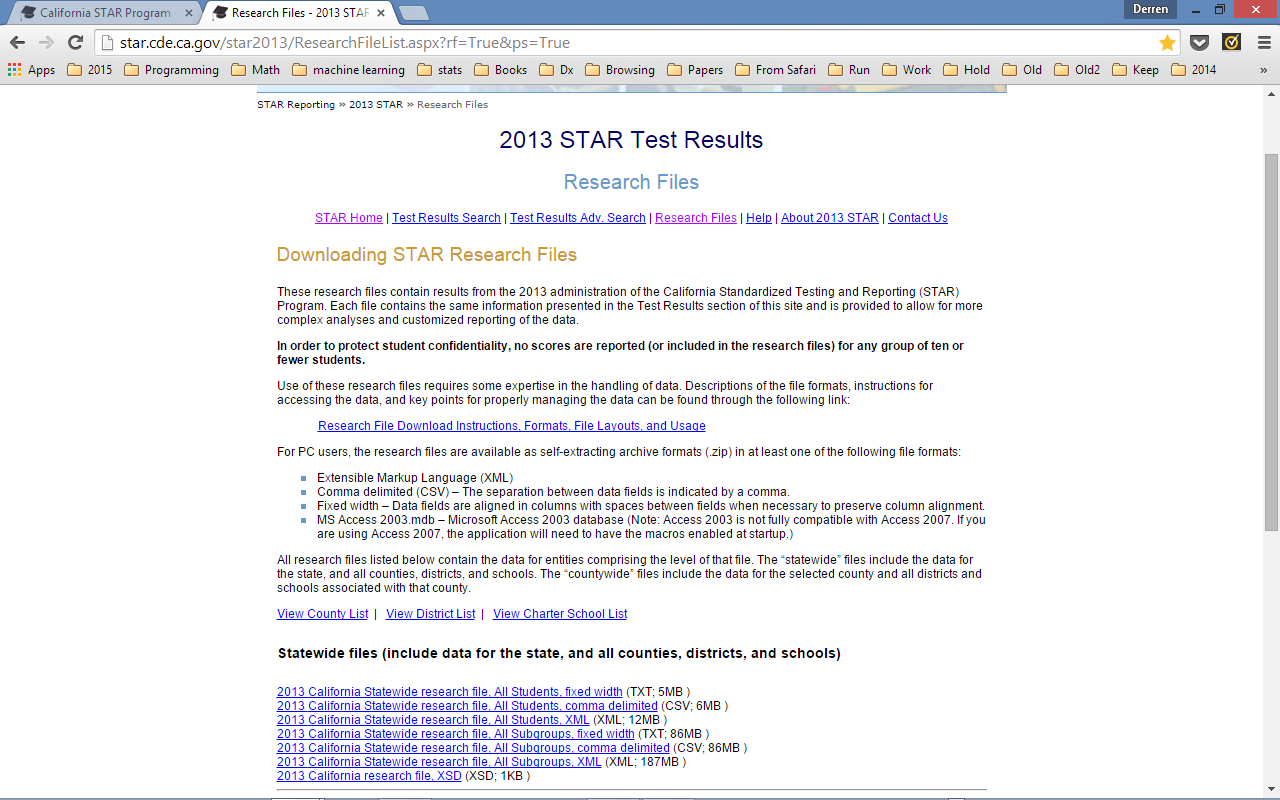 California STAR Program
Research Files - 2013 STAR
Derren
star.cde.ca.gov/star2013/ResearchFileList.aspx?rf=True&ps=True
Apps 2015 Programming Math machine learning stats Books Dx Browsing Papers From Safari Run Work Hold Old Old2 Keep 2014 »
STAR Reporting » 2013 STAR » Research Files
2013 STAR Test Results
Research Files
STAR Home | Test Results Search | Test Results Adv. Search | Research Files | Help | About 2013 STAR | Contact Us
Downloading STAR Research Files
These research files contain results from the 2013 administration of the California Standardized Testing and Reporting (STAR)
Program. Each file contains the same information presented in the Test Results section of this site and is provided to allow for more
complex analyses and customized reporting of the data.
In order to protect student confidentiality, no scores are reported (or included in the research files) for any group of ten or
fewer students.
Use of these research files requires some expertise in the handling of data. Descriptions of the file formats, instructions for
accessing the data, and key points for properly managing the data can be found through the following link:
Research File Download Instructions, Formats, File Layouts, and Usage
For PC users, the research files are available as self-extracting archive formats (.zip) in at least one of the following file formats:
Extensible Markup Language (XML)
Comma delimited (CSV) – The separation between data fields is indicated by a comma.
Fixed width – Data fields are aligned in columns with spaces between fields when necessary to preserve column alignment.
MS Access 2003.mdb – Microsoft Access 2003 database (Note: Access 2003 is not fully compatible with Access 2007. If you
are using Access 2007, the application will need to have the macros enabled at startup.)
All research files listed below contain the data for entities comprising the level of that file. The “statewide” files include the data for
the state, and all counties, districts, and schools. The “countywide” files include the data for the selected county and all districts and
schools associated with that county.
View County List | View District List | View Charter School List
Statewide files (include data for the state, and all counties, districts, and schools)
2013 California Statewide research file, All Students, fixed width (TXT; 5MB )
2013 California Statewide research file, All Students, comma delimited (CSV; 6MB )
2013 California Statewide research file, All Students, XML (XML; 12MB )
2013 California Statewide research file, All Subgroups, fixed width (TXT; 86MB )
2013 California Statewide research file, All Subgroups, comma delimited (CSV; 86MB )
2013 California Statewide research file, All Subgroups, XML (XML; 187MB )
2013 California research file, XSD (XSD; 1KB )